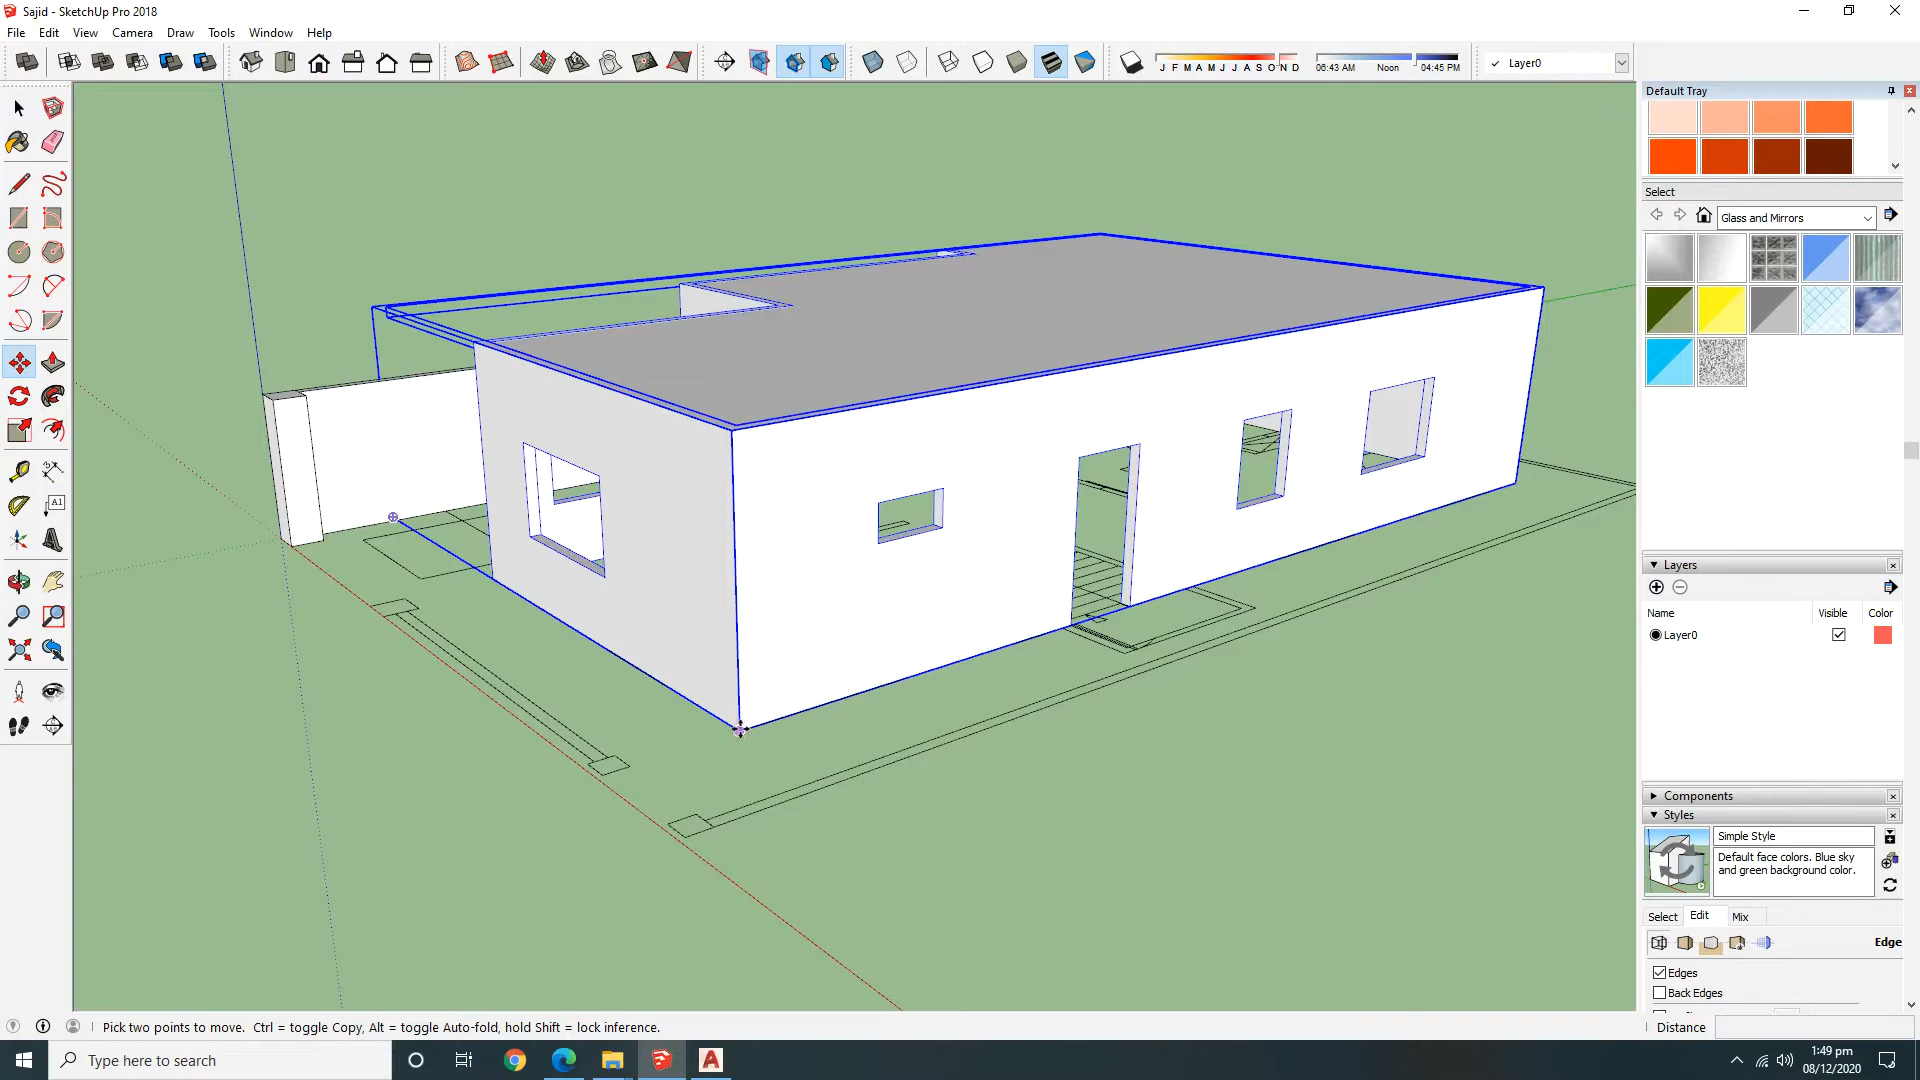 Sajid - SketchUp Pro 2018
File Edit View Camera Draw Tools Window Help
J F M A M J J A S O N D
06:43 AM Noon 04:45 PM
Layer0
Default Tray
Select
Glass and Mirrors
A1
Layers
Name Visible Color
Layer0
Components
Styles
Simple Style
Default face colors. Blue sky
and green background color.
Select Edit Mix
Edge
Edges
Back Edges
Pick two points to move. Ctrl = toggle Copy, Alt = toggle Auto-fold, hold Shift = lock inference.
Distance
Type here to search
A
1:49 pm
08/12/2020